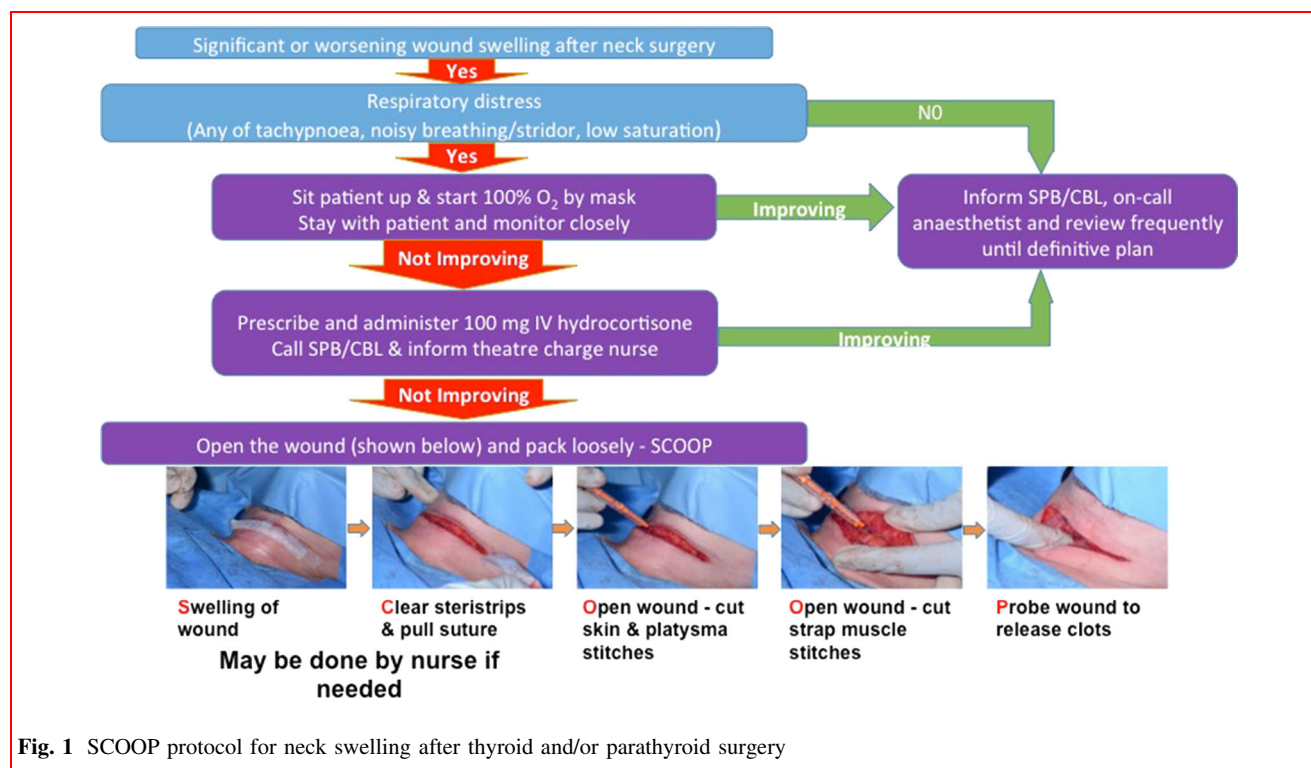 Significant or worsening wound swelling after neck surgery
Yes
Respiratory distress
(Any of tachypnoea, noisy breathing/stridor, low saturation)
N0
Yes
Sit patient up & start 100% O₂ by mask
Stay with patient and monitor closely
Improving
Inform SPB/CBL, on-call
anaesthetist and review frequently
until definitive plan
Not Improving
Prescribe and administer 100 mg IV hydrocortisone
Call SPB/CBL & inform theatre charge nurse
Improving
Not Improving
Open the wound (shown below) and pack loosely - SCOOP
Swelling of
wound
Clear steristrips
& pull suture
May be done by nurse if
needed
Open wound - cut
skin & platysma
stitches
Open wound - cut
strap muscle
stitches
Probe wound to
release clots
Fig. 1 SCOOP protocol for neck swelling after thyroid and/or parathyroid surgery